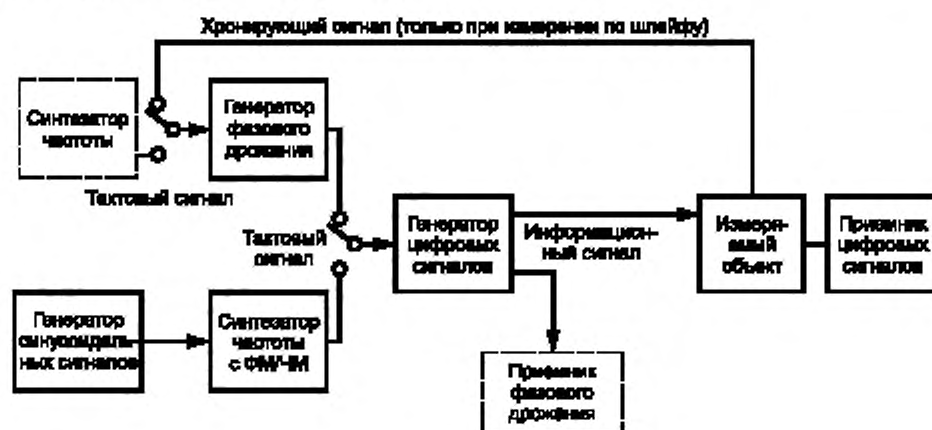 Хронирующий сигнал (только при измерении по шлейфу)
Синтезатор
частоты
Генератор
фазового
дрожания
Тактовый сигнал
Тактовый
сигнал
Генератор
цифровых
сигналов
Информацион-
ный сигнал
Измеря-
емый
объект
Приемник
цифровых
сигналов
Генератор
синусоидаль-
ных сигналов
Синтезатор
частоты
с ФМ/ЧМ
Приемник
фазового
дрожания